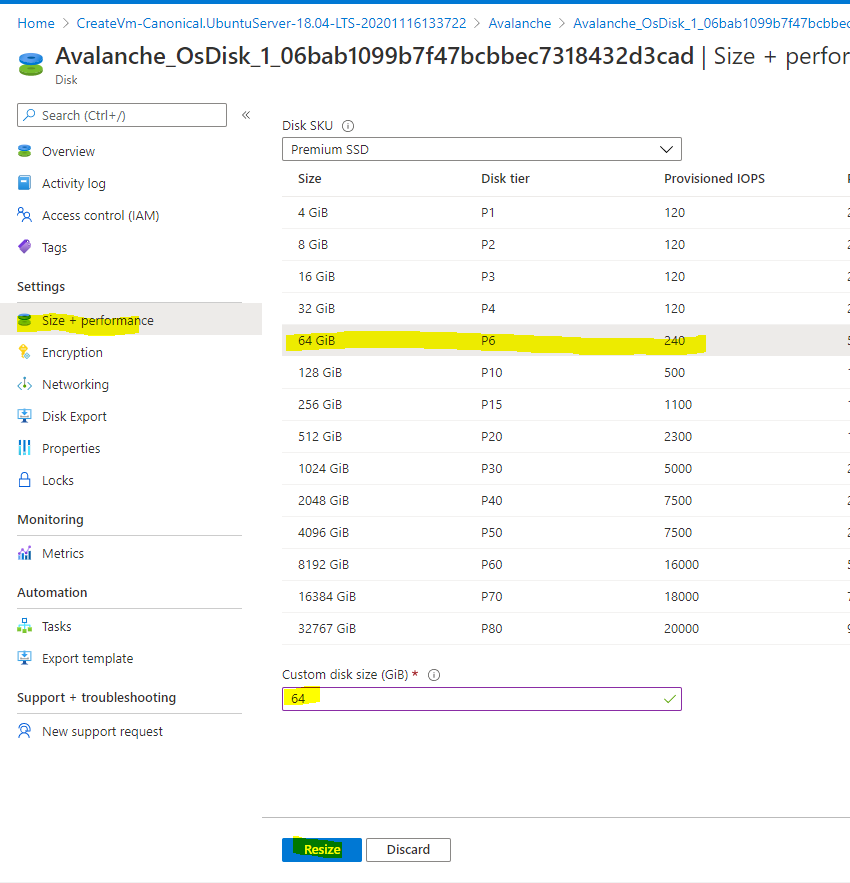 Home > CreateVm-Canonical.UbuntuServer-18.04-LTS-20201116133722 > Avalanche > Avalanche_OsDisk_1_06bab1099b7f47bcbbec
Avalanche_OsDisk_1_06bab1099b7f47bcbbec7318432d3cad | Size + perfor
Disk
Search (Ctrl+/) «
Overview
Activity log
Access control (IAM)
Tags
Settings
Size + performance
Encryption
Networking
Disk Export
Properties
Locks
Monitoring
Metrics
Automation
Tasks
Export template
Support + troubleshooting
New support request
Disk SKU
Premium SSD
Size Disk tier Provisioned IOPS
4 GiB P1 120
8 GiB P2 120
16 GiB P3 120
32 GiB P4 120
64 GiB P6 240
128 GiB P10 500
256 GiB P15 1100
512 GiB P20 2300
1024 GiB P30 5000
2048 GiB P40 7500
4096 GiB P50 7500
8192 GiB P60 16000
16384 GiB P70 18000
32767 GiB P80 20000
Custom disk size (GiB) *
64
Resize Discard